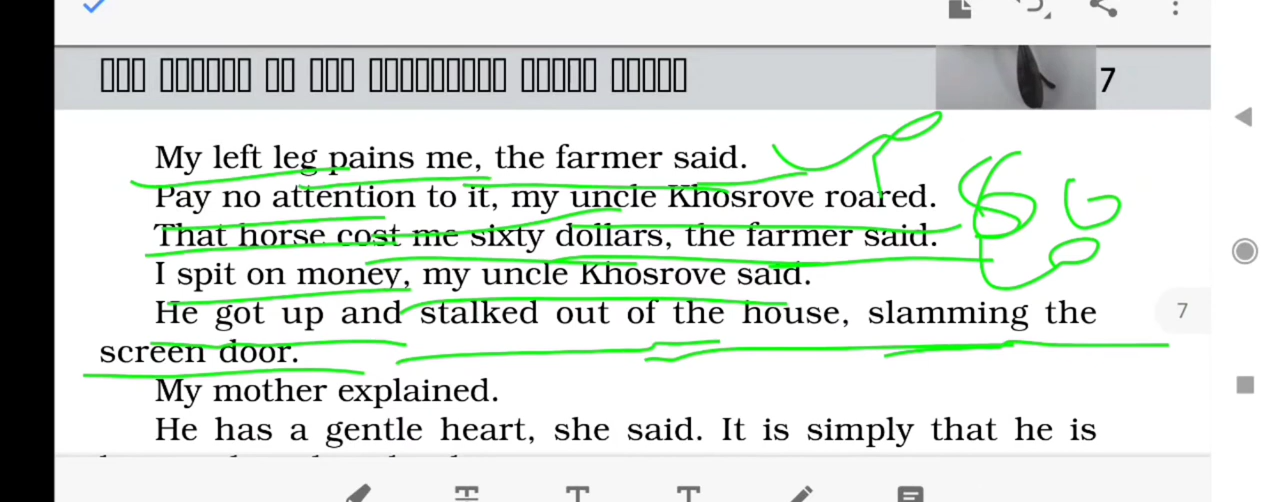 7
My left leg pains me, the farmer said.
Pay no attention to it, my uncle Khosrove roared.
That horse cost me sixty dollars, the farmer said.
I spit on money, my uncle Khosrove said.
He got up and stalked out of the house, slamming the
screen door.
My mother explained.
He has a gentle heart, she said. It is simply that he is
7